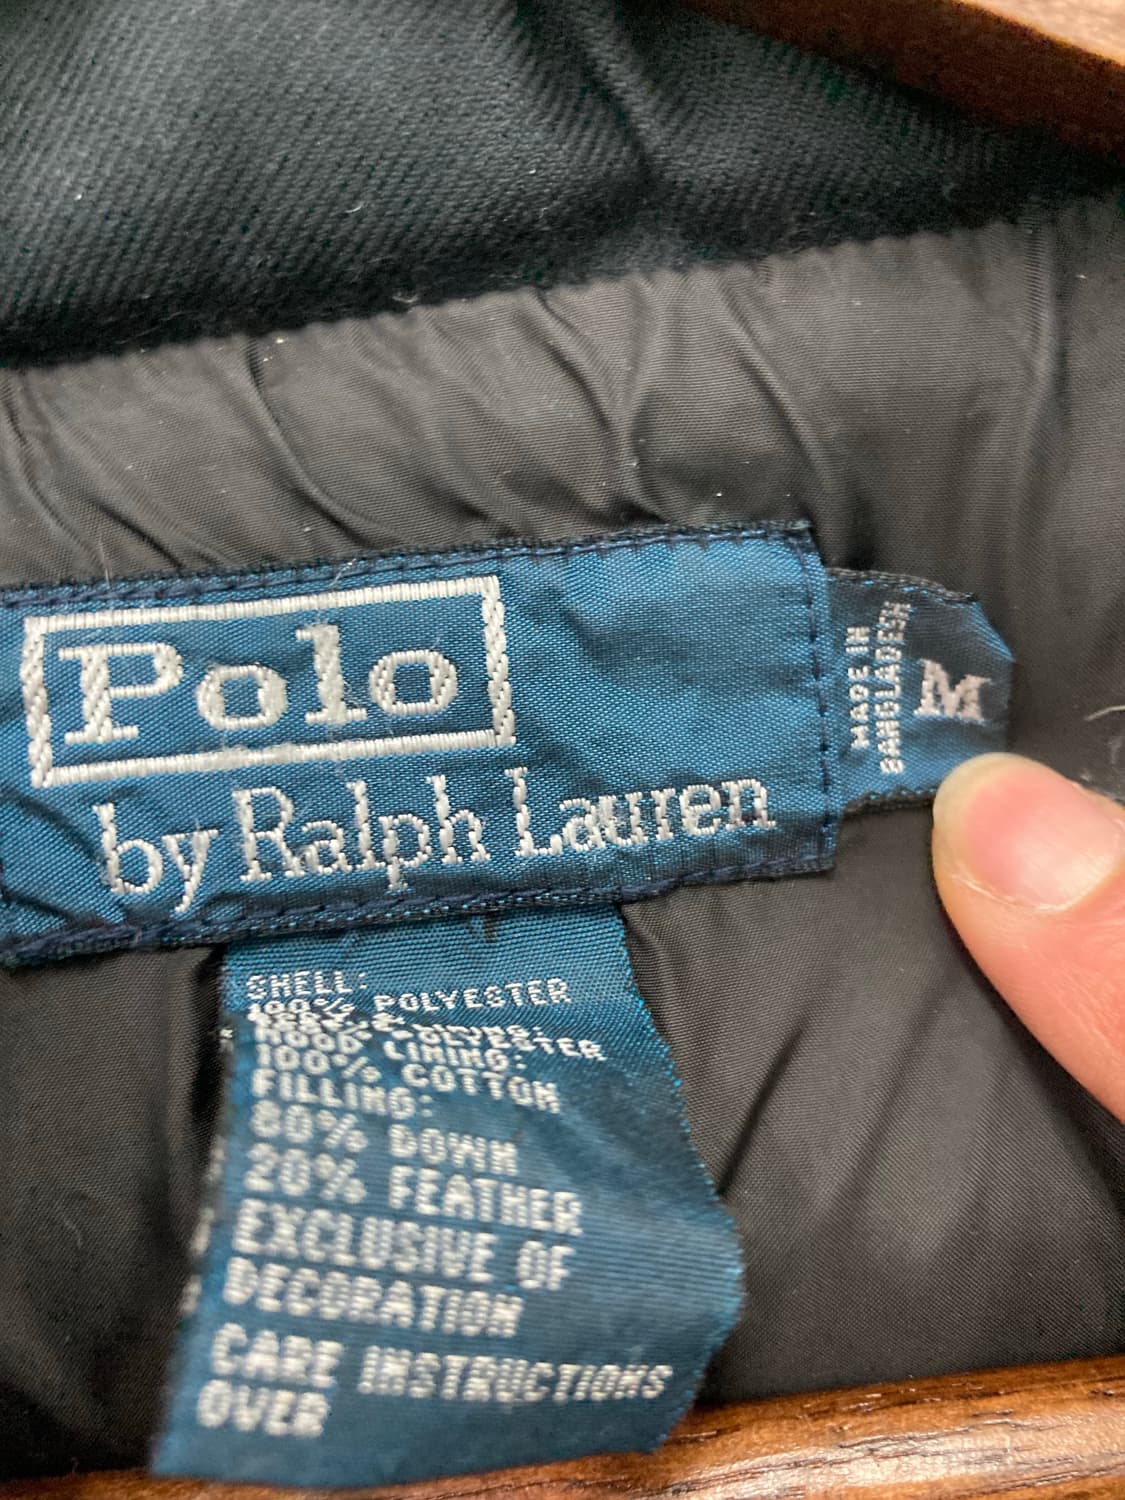 Polo
by Ralph Lauren
MADE IN
BANGLADESH
M
SHELL:
100% POLYESTER
HOOD LINING:
100% COTTON
FILLING:
80% DOWN
20% FEATHER
EXCLUSIVE OF
DECORATION
CARE INSTRUCTIONS
OVER